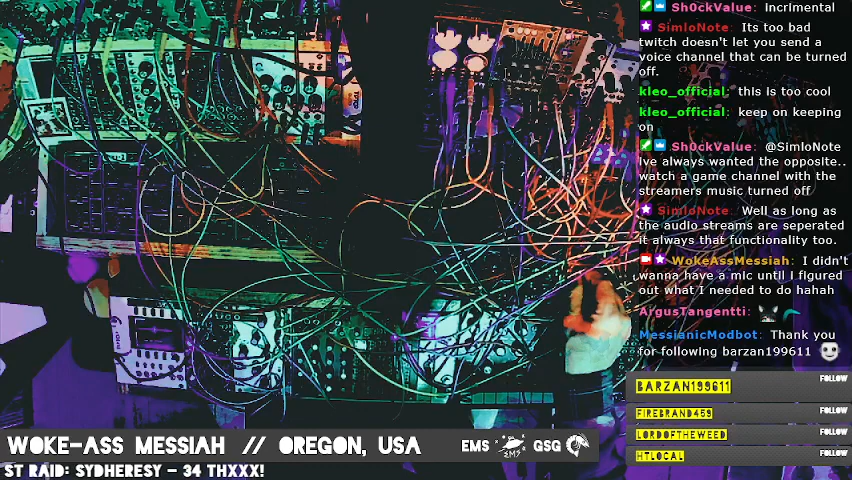 Sh0ckValue: Incr1mental
SimloNote: Its too bad
twitch doesn't let you send a
voice channel that can be turned
off.
kleo_official: this is too cool
kleo_official: keep on keeping
on
Sh0ckValue: @SimloNote
Ive always wanted the opposite..
watch a game channel with the
streamers music turned off
SimloNote: Well as long as
the audio streams are seperated
it always that functionality too.
WokeAssMessiah: I didn't
wanna have a mic until I figured
out what I needed to do hahah
ArgusTangentti:
MessianicModbot: Thank you
for following barzan199611
BARZAN199611 FOLLOW
FIREBRAND459 FOLLOW
LORDOFTHEWEED FOLLOW
HTLOCAL FOLLOW
WOKE-ASS MESSIAH // OREGON, USA EMS EMS GSG
ST RAID: SYDHERESY - 34 THXXX!